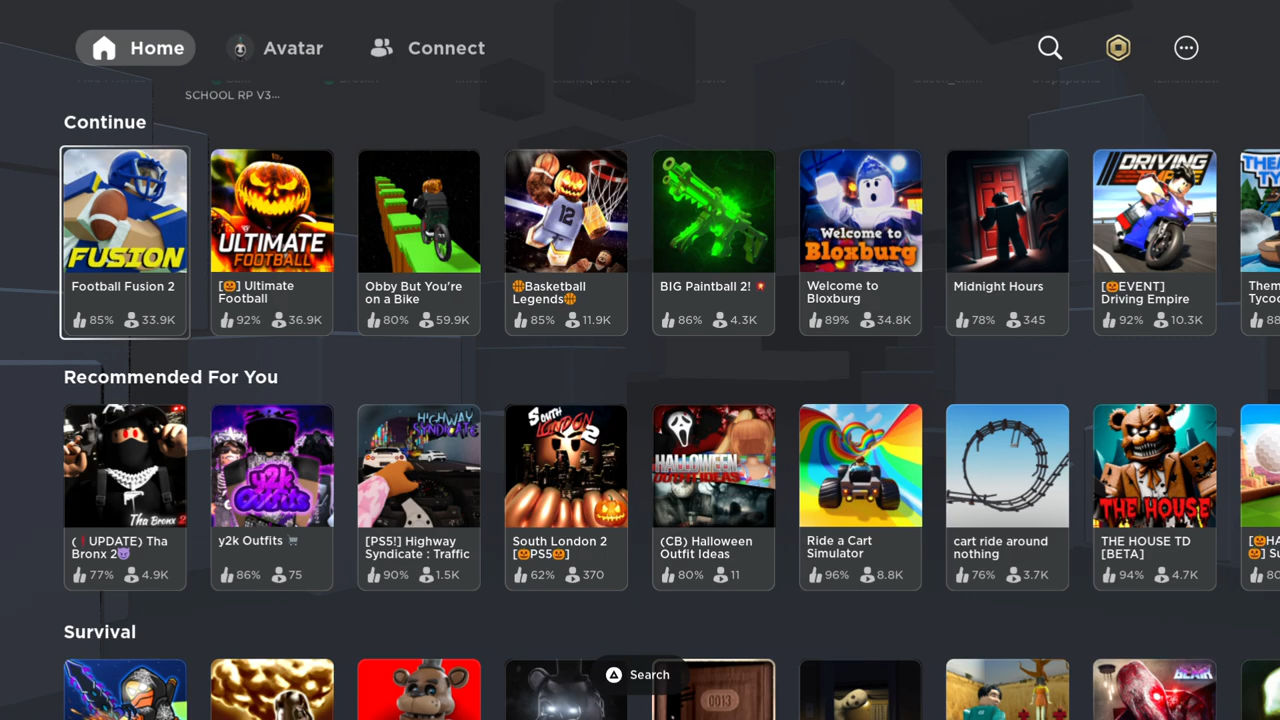 Home
Avatar
Connect
SCHOOL RP V3...
Continue
FUSION
ULTIMATE
FOOTBALL
12
Welcome to
Bloxburg
DRIVING
Football Fusion 2
[🎃] Ultimate
Football
Obby But You're
on a Bike
🏀Basketball
Legends🏀
BIG Paintball 2! 💥
Welcome to
Bloxburg
Midnight Hours
[🎃EVENT]
Driving Empire
Them
Tycoo
85% 33.9K
92% 36.9K
80% 59.9K
85% 11.9K
86% 4.3K
89% 34.8K
78% 345
92% 10.3K
88
Recommended For You
Tha Bronx 2
y2k
Outfits
HIGHWAY
SYNDICATE
SOUTH
LONDON
2
HALLOWEEN
OUTFIT IDEAS
THE HOUSE
(❗UPDATE) Tha
Bronx 2😈
y2k Outfits 🛒
[PS5!] Highway
Syndicate : Traffic
South London 2
[🎃PS5🎃]
(CB) Halloween
Outfit Ideas
Ride a Cart
Simulator
cart ride around
nothing
THE HOUSE TD
[BETA]
[🎃HA
🎃] Su
77% 4.9K
86% 75
90% 1.5K
62% 370
80% 11
96% 8.8K
76% 3.7K
94% 4.7K
80
Survival
Search
0013
BEAR